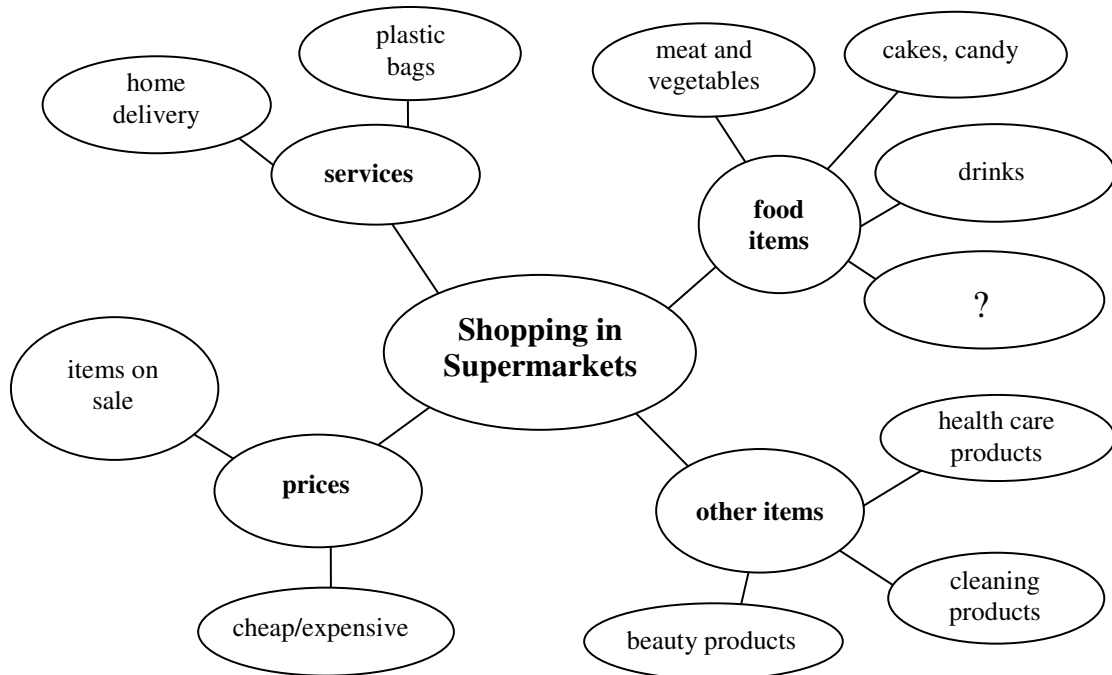 plastic
bags
home
delivery
services
meat and
vegetables
cakes, candy
drinks
food
items
?
Shopping in
Supermarkets
items on
sale
prices
cheap/expensive
health care
products
other items
cleaning
products
beauty products